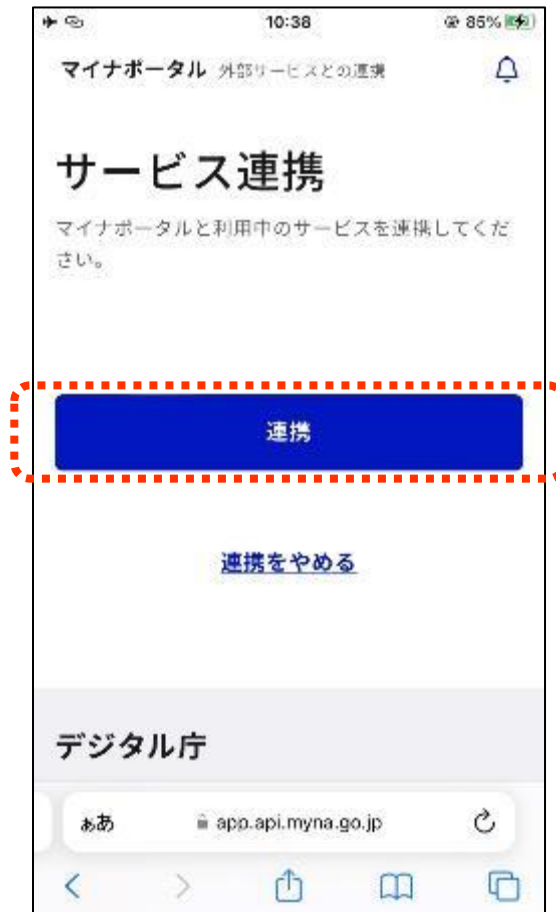 10:38
85%
マイナポータル 外部サービスとの連携
サービス連携
マイナポータルと利用中のサービスを連携してくだ
さい。
連携
連携をやめる
デジタル庁
ぁあ app.api.myna.go.jp